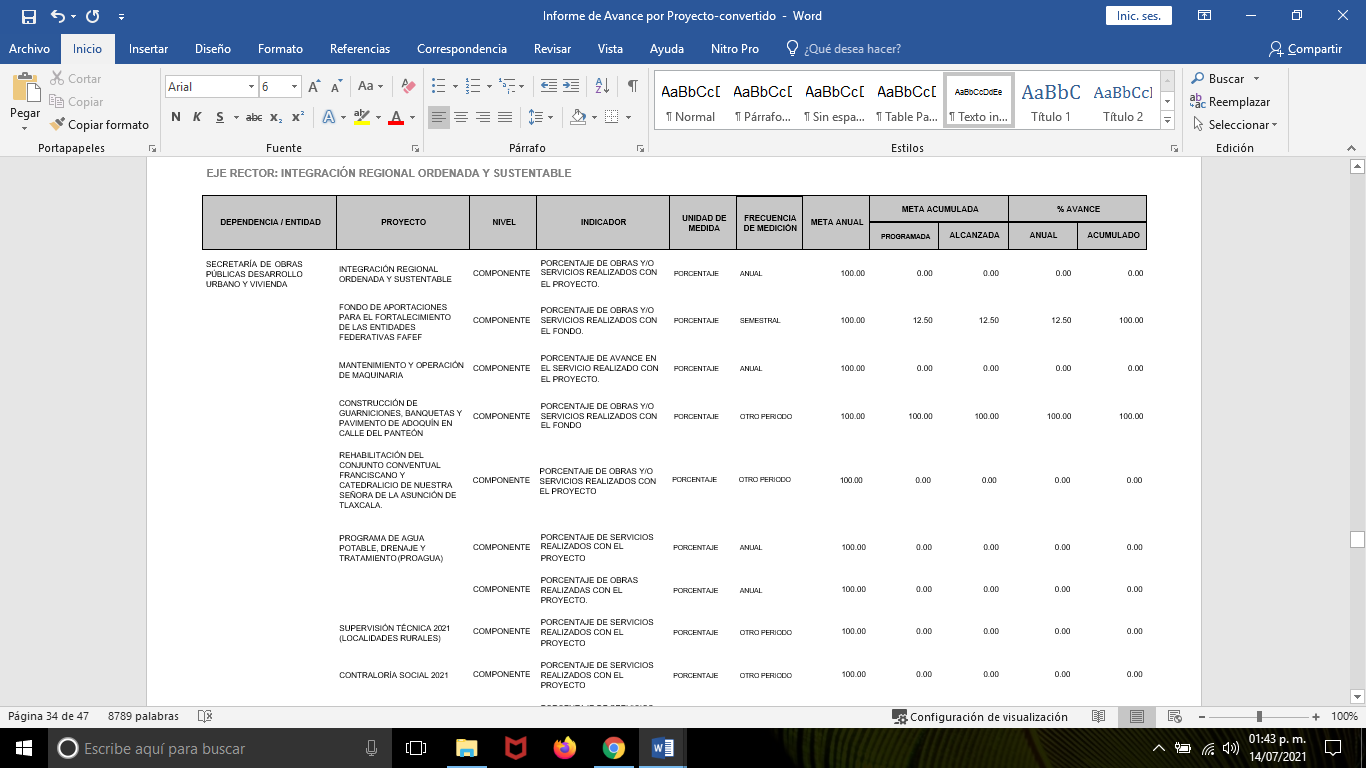 Informe de Avance por Proyecto-convertido - Word
Inic. ses.
Archivo Inicio Insertar Diseño Formato Referencias Correspondencia Revisar Vista Ayuda Nitro Pro ¿Qué desea hacer? Compartir
Pegar
Cortar
Copiar
Copiar formato
Portapapeles
Arial 6
N K S abc x₂ x²
Fuente
Párrafo
AaBbCcD AaBbCcD AaBbCcD AaBbCcD AaBbCcDdEe AaBbC AaBbCcI
¶ Normal ¶ Párrafo... ¶ Sin espa... ¶ Table Pa... ¶ Texto in... Título 1 Título 2
Estilos
Buscar
Reemplazar
Seleccionar
Edición
EJE RECTOR: INTEGRACIÓN REGIONAL ORDENADA Y SUSTENTABLE
DEPENDENCIA / ENTIDAD PROYECTO NIVEL INDICADOR UNIDAD DE MEDIDA FRECUENCIA DE MEDICIÓN META ANUAL META ACUMULADA % AVANCE
PROGRAMADA ALCANZADA ANUAL ACUMULADO
SECRETARÍA DE OBRAS
PÚBLICAS DESARROLLO
URBANO Y VIVIENDA
INTEGRACIÓN REGIONAL
ORDENADA Y SUSTENTABLE
COMPONENTE
PORCENTAJE DE OBRAS Y/O
SERVICIOS REALIZADOS CON
EL PROYECTO.
PORCENTAJE ANUAL 100.00 0.00 0.00 0.00 0.00
FONDO DE APORTACIONES
PARA EL FORTALECIMIENTO
DE LAS ENTIDADES
FEDERATIVAS FAFEF
COMPONENTE
PORCENTAJE DE OBRAS Y/O
SERVICIOS REALIZADOS CON
EL FONDO.
PORCENTAJE SEMESTRAL 100.00 12.50 12.50 12.50 100.00
MANTENIMIENTO Y OPERACIÓN
DE MAQUINARIA
COMPONENTE
PORCENTAJE DE AVANCE EN
EL SERVICIO REALIZADO CON
EL PROYECTO.
PORCENTAJE ANUAL 100.00 0.00 0.00 0.00 0.00
CONSTRUCCIÓN DE
GUARNICIONES, BANQUETAS Y
PAVIMENTO DE ADOQUÍN EN
CALLE DEL PANTEÓN
COMPONENTE
PORCENTAJE DE OBRAS Y/O
SERVICIOS REALIZADOS CON
EL FONDO
PORCENTAJE OTRO PERIODO 100.00 100.00 100.00 100.00 100.00
REHABILITACIÓN DEL
CONJUNTO CONVENTUAL
FRANCISCANO Y
CATEDRALICIO DE NUESTRA
SEÑORA DE LA ASUNCIÓN DE
TLAXCALA.
COMPONENTE
PORCENTAJE DE OBRAS Y/O
SERVICIOS REALIZADOS CON
EL PROYECTO
PORCENTAJE OTRO PERIODO 100.00 0.00 0.00 0.00 0.00
PROGRAMA DE AGUA
POTABLE, DRENAJE Y
TRATAMIENTO (PROAGUA)
COMPONENTE
PORCENTAJE DE SERVICIOS
REALIZADOS CON EL
PROYECTO
PORCENTAJE ANUAL 100.00 0.00 0.00 0.00 0.00
COMPONENTE
PORCENTAJE DE OBRAS
REALIZADAS CON EL
PROYECTO.
PORCENTAJE ANUAL 100.00 0.00 0.00 0.00 0.00
SUPERVISIÓN TÉCNICA 2021
(LOCALIDADES RURALES)
COMPONENTE
PORCENTAJE DE SERVICIOS
REALIZADOS CON EL
PROYECTO
PORCENTAJE OTRO PERIODO 100.00 0.00 0.00 0.00 0.00
CONTRALORÍA SOCIAL 2021
COMPONENTE
PORCENTAJE DE SERVICIOS
REALIZADOS CON EL
PROYECTO
PORCENTAJE OTRO PERIODO 100.00 0.00 0.00 0.00 0.00
Página 34 de 47 8789 palabras Configuración de visualización 100%
Escribe aquí para buscar
01:43 p. m.
14/07/2021